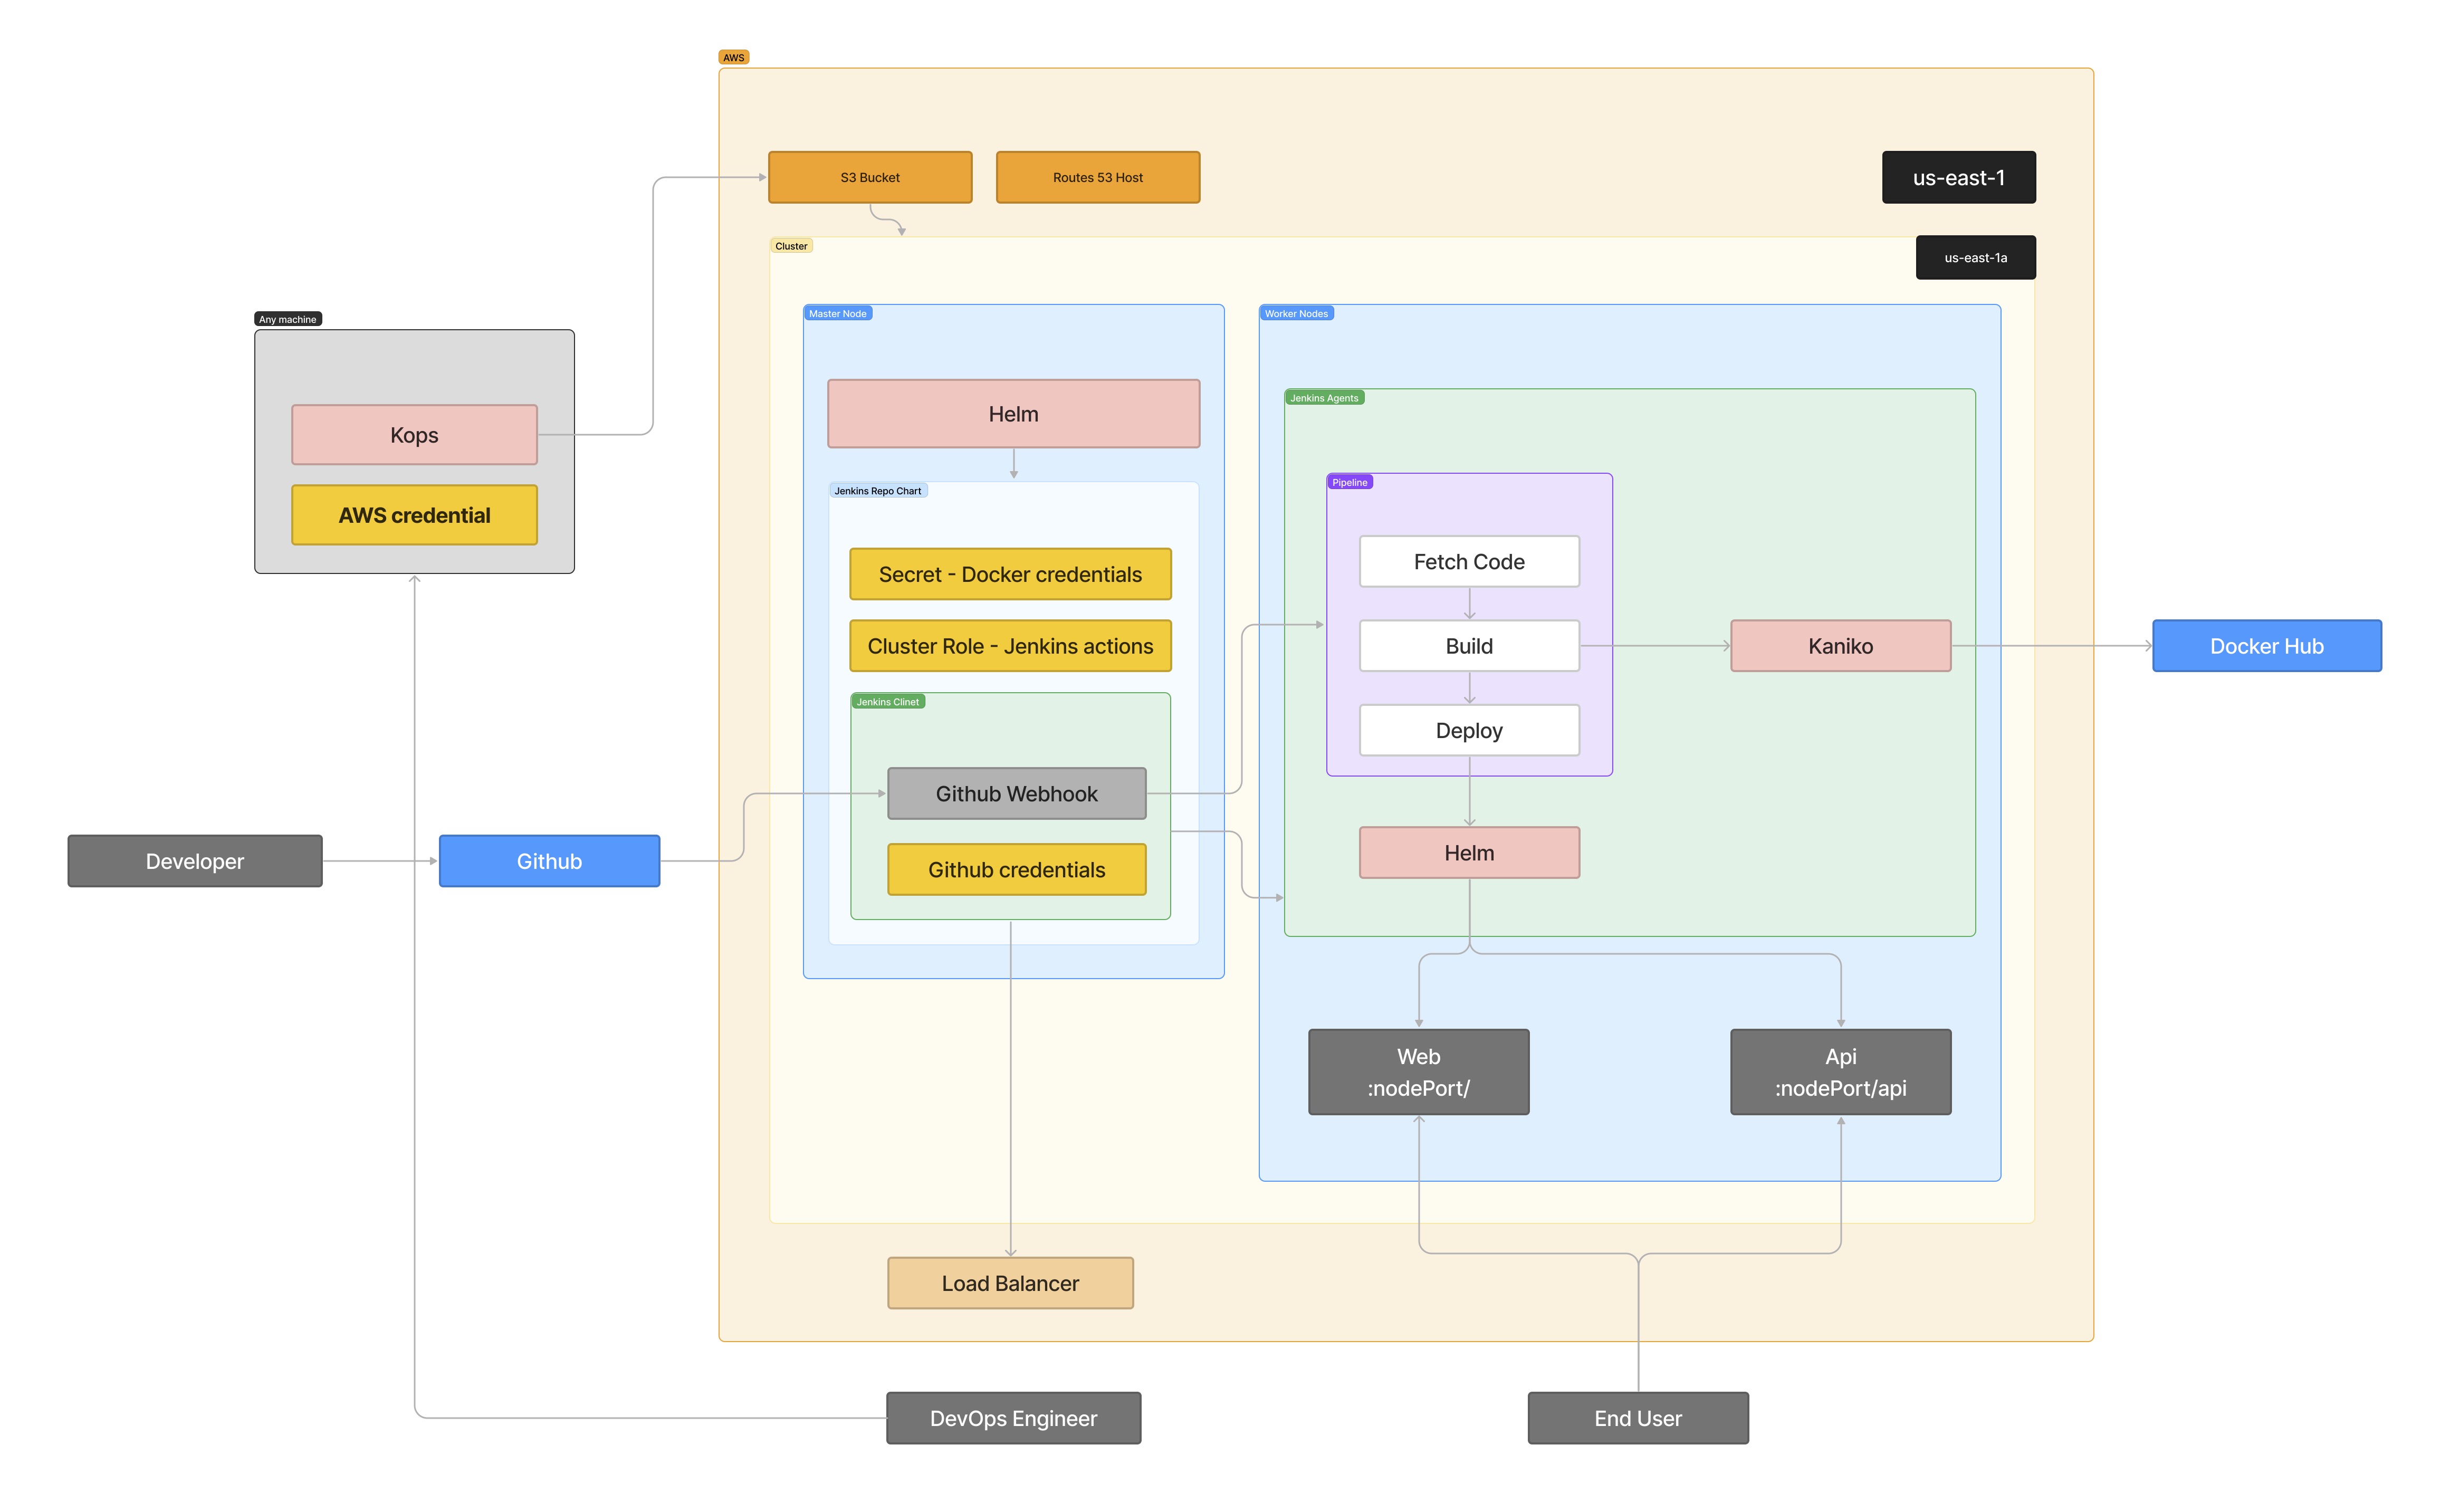 AWS
S3 Bucket
Routes 53 Host
us-east-1
Cluster
us-east-1a
Any machine
Kops
AWS credential
Master Node
Helm
Jenkins Repo Chart
Secret - Docker credentials
Cluster Role - Jenkins actions
Jenkins Clinet
Github Webhook
Github credentials
Worker Nodes
Jenkins Agents
Pipeline
Fetch Code
Build
Deploy
Kaniko
Docker Hub
Helm
Developer
Github
Web
:nodePort/
Api
:nodePort/api
Load Balancer
DevOps Engineer
End User